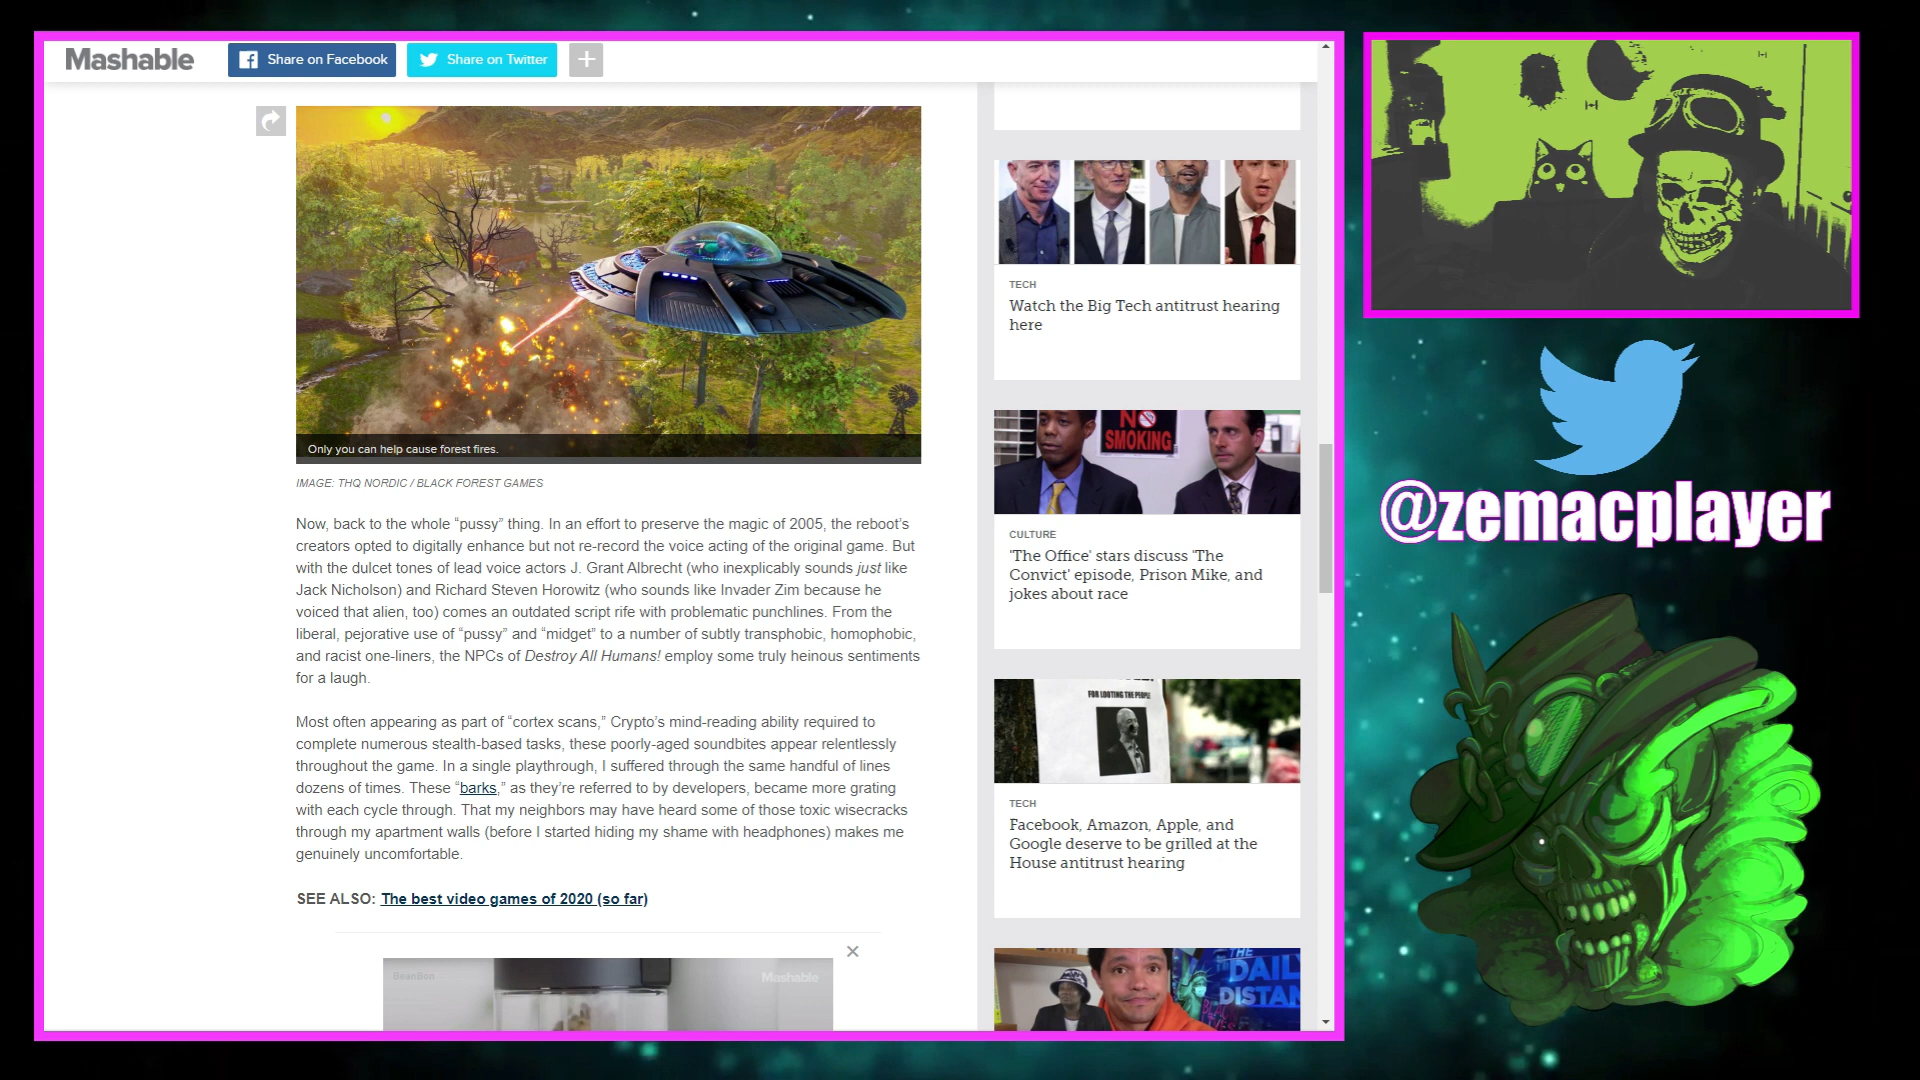 Mashable
Share on Facebook
Share on Twitter
Only you can help cause forest fires.
IMAGE: THQ NORDIC / BLACK FOREST GAMES
Now, back to the whole “pussy” thing. In an effort to preserve the magic of 2005, the reboot’s
creators opted to digitally enhance but not re-record the voice acting of the original game. But
with the dulcet tones of lead voice actors J. Grant Albrecht (who inexplicably sounds just like
Jack Nicholson) and Richard Steven Horowitz (who sounds like Invader Zim because he
voiced that alien, too) comes an outdated script rife with problematic punchlines. From the
liberal, pejorative use of “pussy” and “midget” to a number of subtly transphobic, homophobic,
and racist one-liners, the NPCs of Destroy All Humans! employ some truly heinous sentiments
for a laugh.
Most often appearing as part of “cortex scans,” Crypto’s mind-reading ability required to
complete numerous stealth-based tasks, these poorly-aged soundbites appear relentlessly
throughout the game. In a single playthrough, I suffered through the same handful of lines
dozens of times. These “barks,” as they’re referred to by developers, became more grating
with each cycle through. That my neighbors may have heard some of those toxic wisecracks
through my apartment walls (before I started hiding my shame with headphones) makes me
genuinely uncomfortable.
SEE ALSO: The best video games of 2020 (so far)
BeanBon
Mashable
TECH
Watch the Big Tech antitrust hearing
here
NO
SMOKING
CULTURE
'The Office' stars discuss 'The
Convict' episode, Prison Mike, and
jokes about race
FOR LOOTING THE PEOPLE
TECH
Facebook, Amazon, Apple, and
Google deserve to be grilled at the
House antitrust hearing
THE
DAILY
DISTAN
@zemacplayer